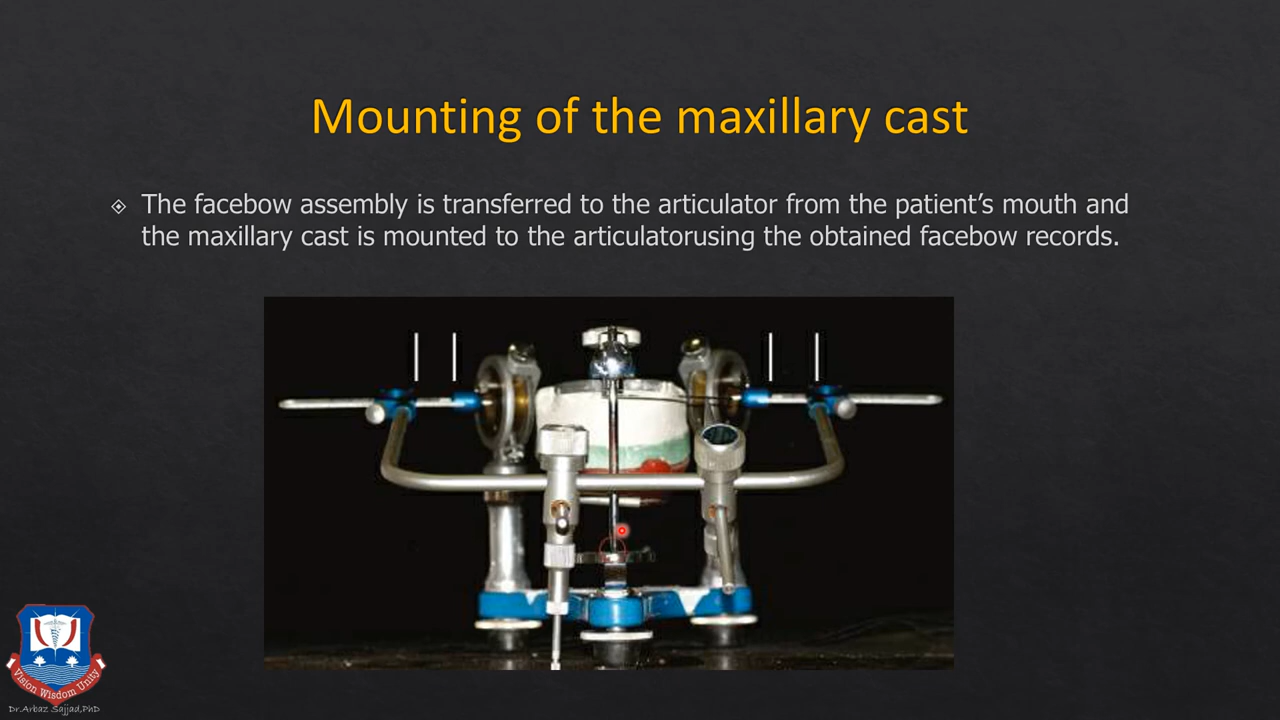 Mounting of the maxillary cast
The facebow assembly is transferred to the articulator from the patient’s mouth and
the maxillary cast is mounted to the articulatorusing the obtained facebow records.
Vision Wisdom Unity
Dr.Arbaz Sajjad,PhD